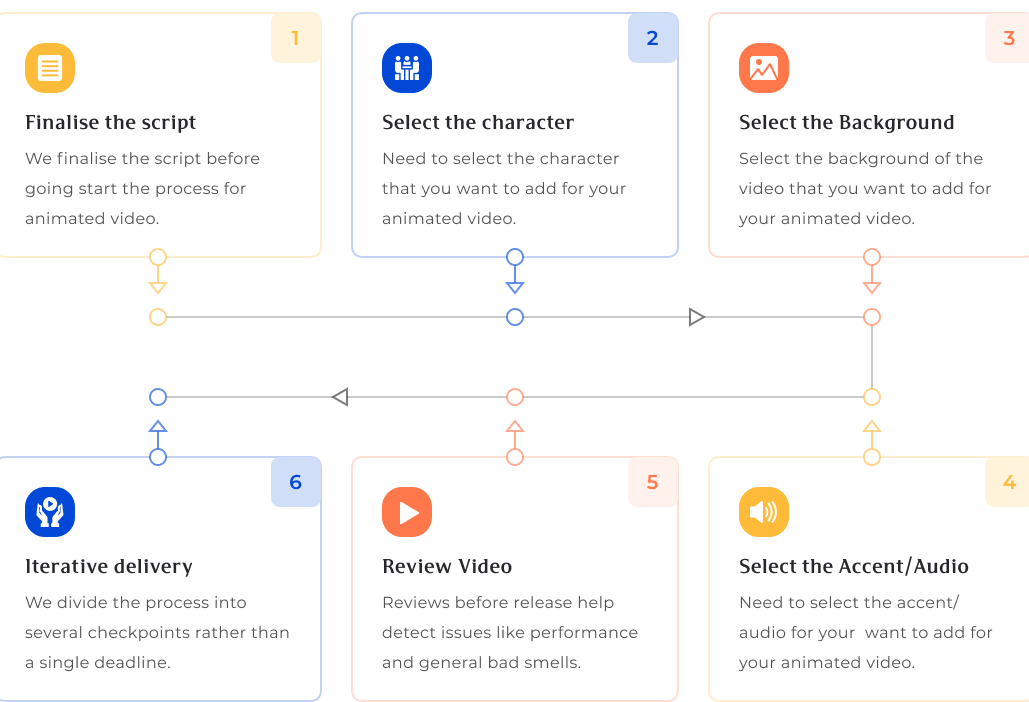 1
Finalise the script
We finalise the script before
going start the process for
animated video.
2
Select the character
Need to select the character
that you want to add for your
animated video.
3
Select the Background
Select the background of the
video that you want to add for
your animated video.
6
Iterative delivery
We divide the process into
several checkpoints rather than
a single deadline.
5
Review Video
Reviews before release help
detect issues like performance
and general bad smells.
4
Select the Accent/Audio
Need to select the accent/
audio for your  want to add for
your animated video.